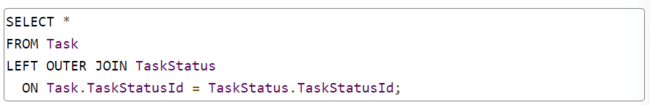 SELECT *
FROM Task
LEFT OUTER JOIN TaskStatus
ON Task.TaskStatusId = TaskStatus.TaskStatusId;